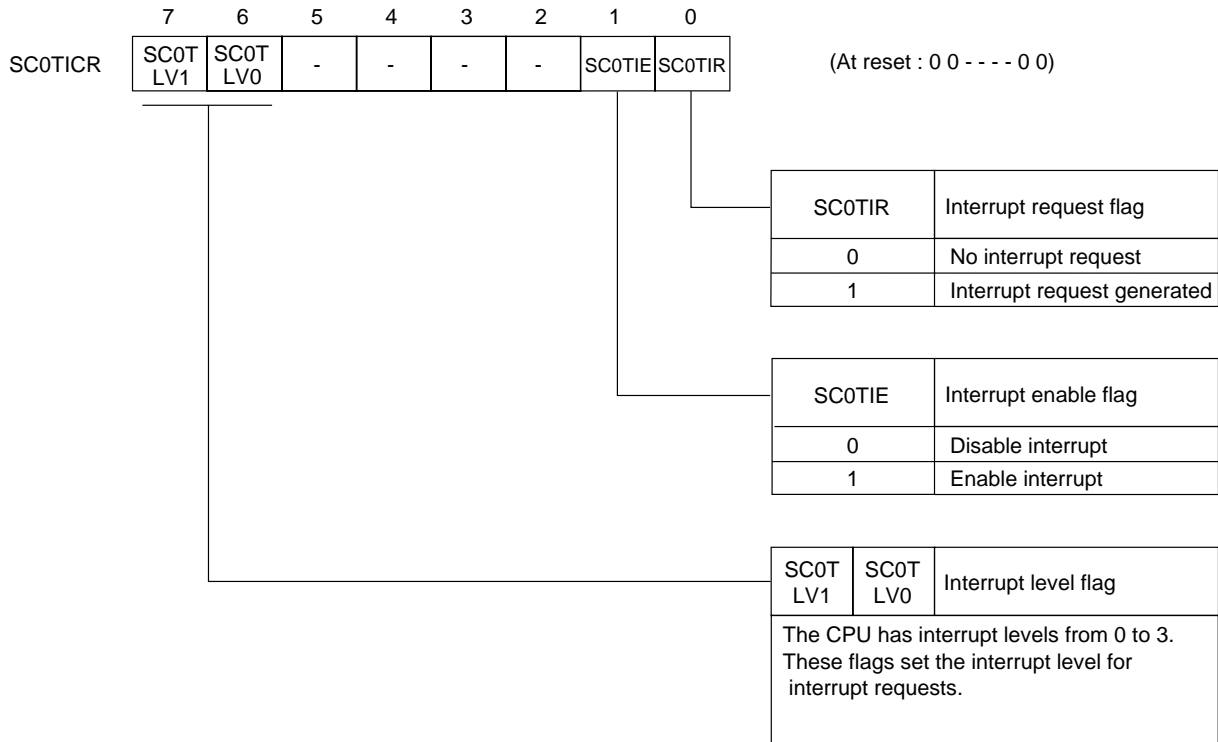 7 6 5 4 3 2 1 0
SC0TICR SC0T LV1 SC0T LV0 - - - - SC0TIE SC0TIR (At reset : 0 0 - - - - 0 0)
SC0TIR Interrupt request flag
0 No interrupt request
1 Interrupt request generated
SC0TIE Interrupt enable flag
0 Disable interrupt
1 Enable interrupt
SC0T LV1 SC0T LV0 Interrupt level flag
The CPU has interrupt levels from 0 to 3.
These flags set the interrupt level for
interrupt requests.